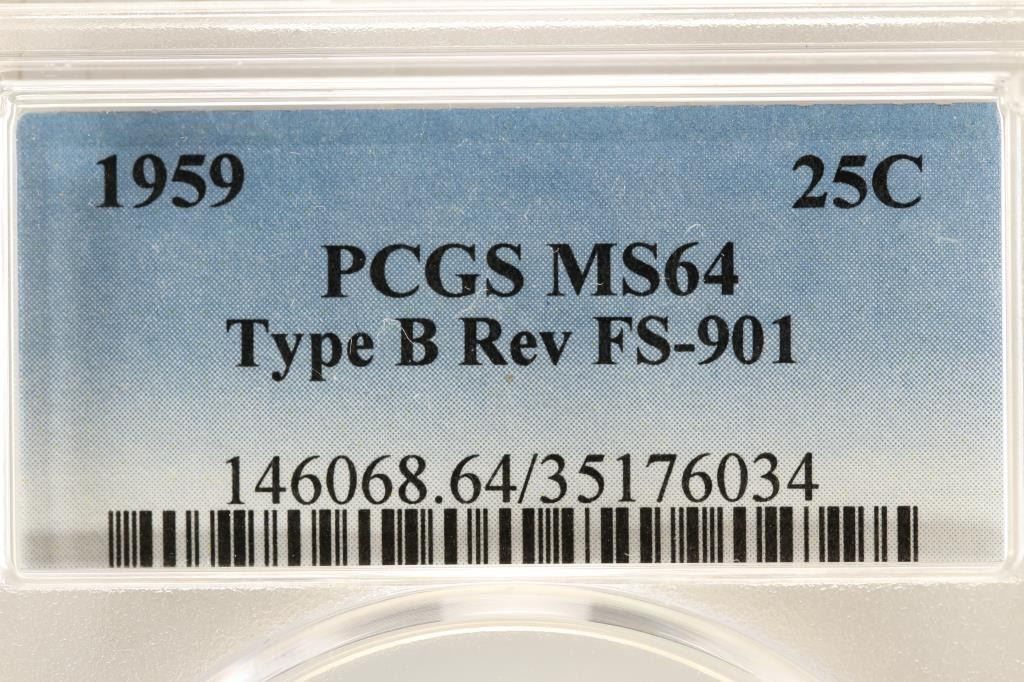 1959 25C
PCGS MS64
Type B Rev FS-901
146068.64/35176034